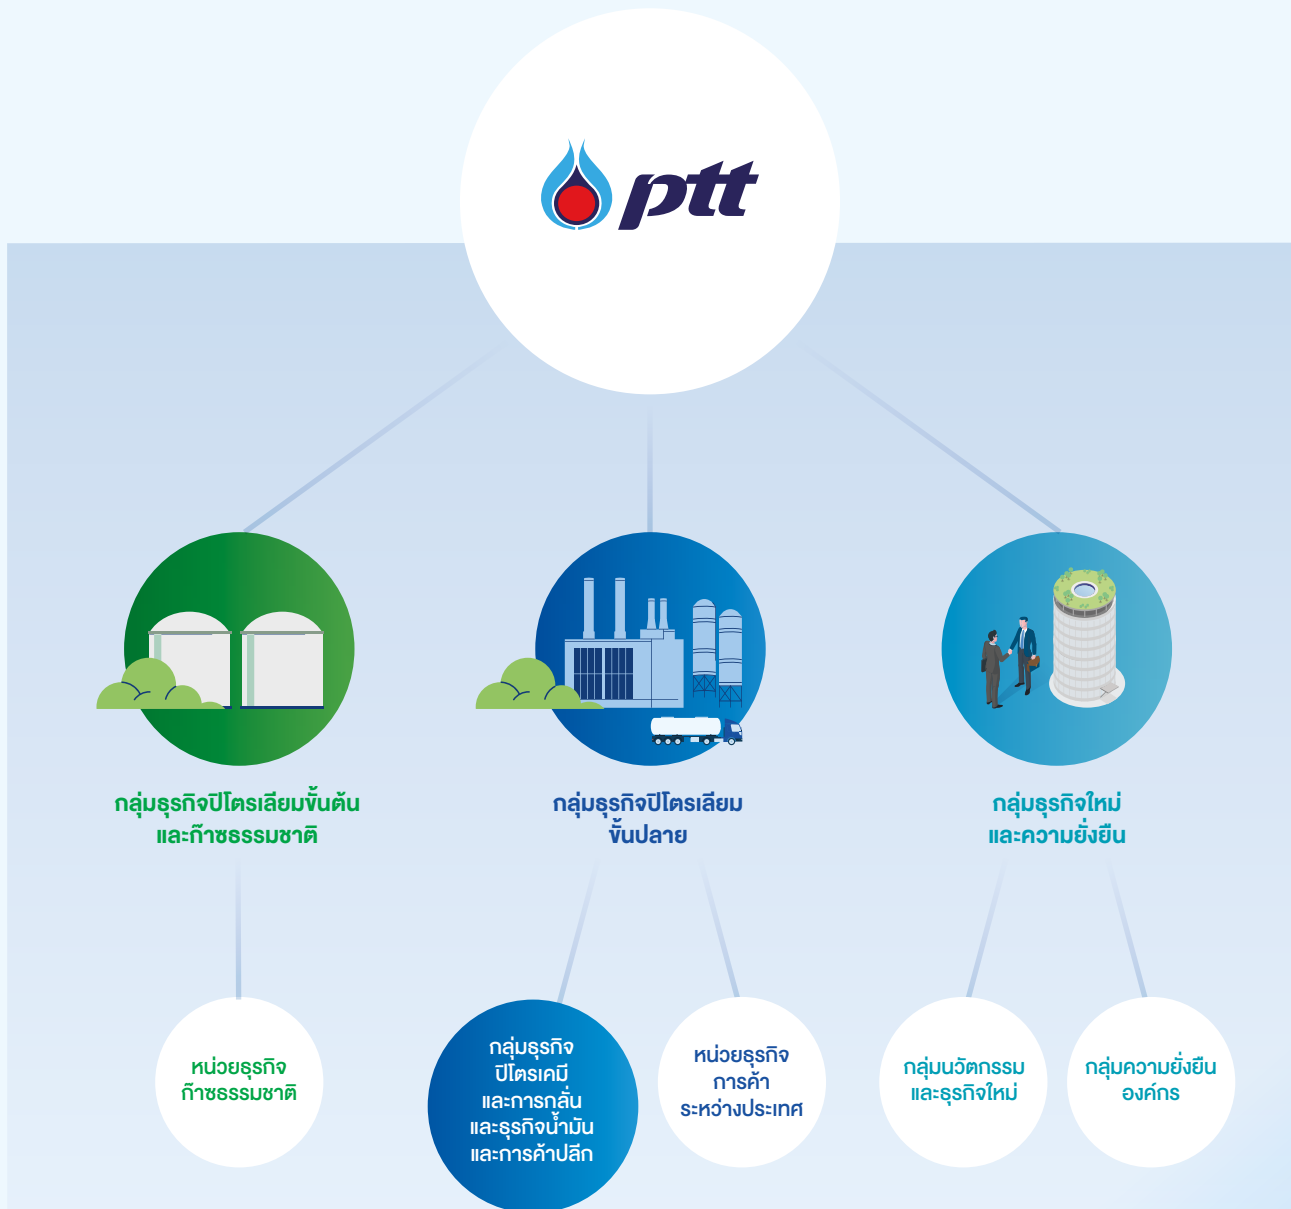 ptt
กลุ่มธุรกิจปิโตรเลียมขั้นต้น
และก๊าซธรรมชาติ
กลุ่มธุรกิจปิโตรเลียม
ขั้นปลาย
กลุ่มธุรกิจใหม่
และความยั่งยืน
หน่วยธุรกิจ
ก๊าซธรรมชาติ
กลุ่มธุรกิจ
ปิโตรเคมี
และการกลั่น
และธุรกิจน้ำมัน
และการค้าปลีก
หน่วยธุรกิจ
การค้า
ระหว่างประเทศ
กลุ่มนวัตกรรม
และธุรกิจใหม่
กลุ่มความยั่งยืน
องค์กร